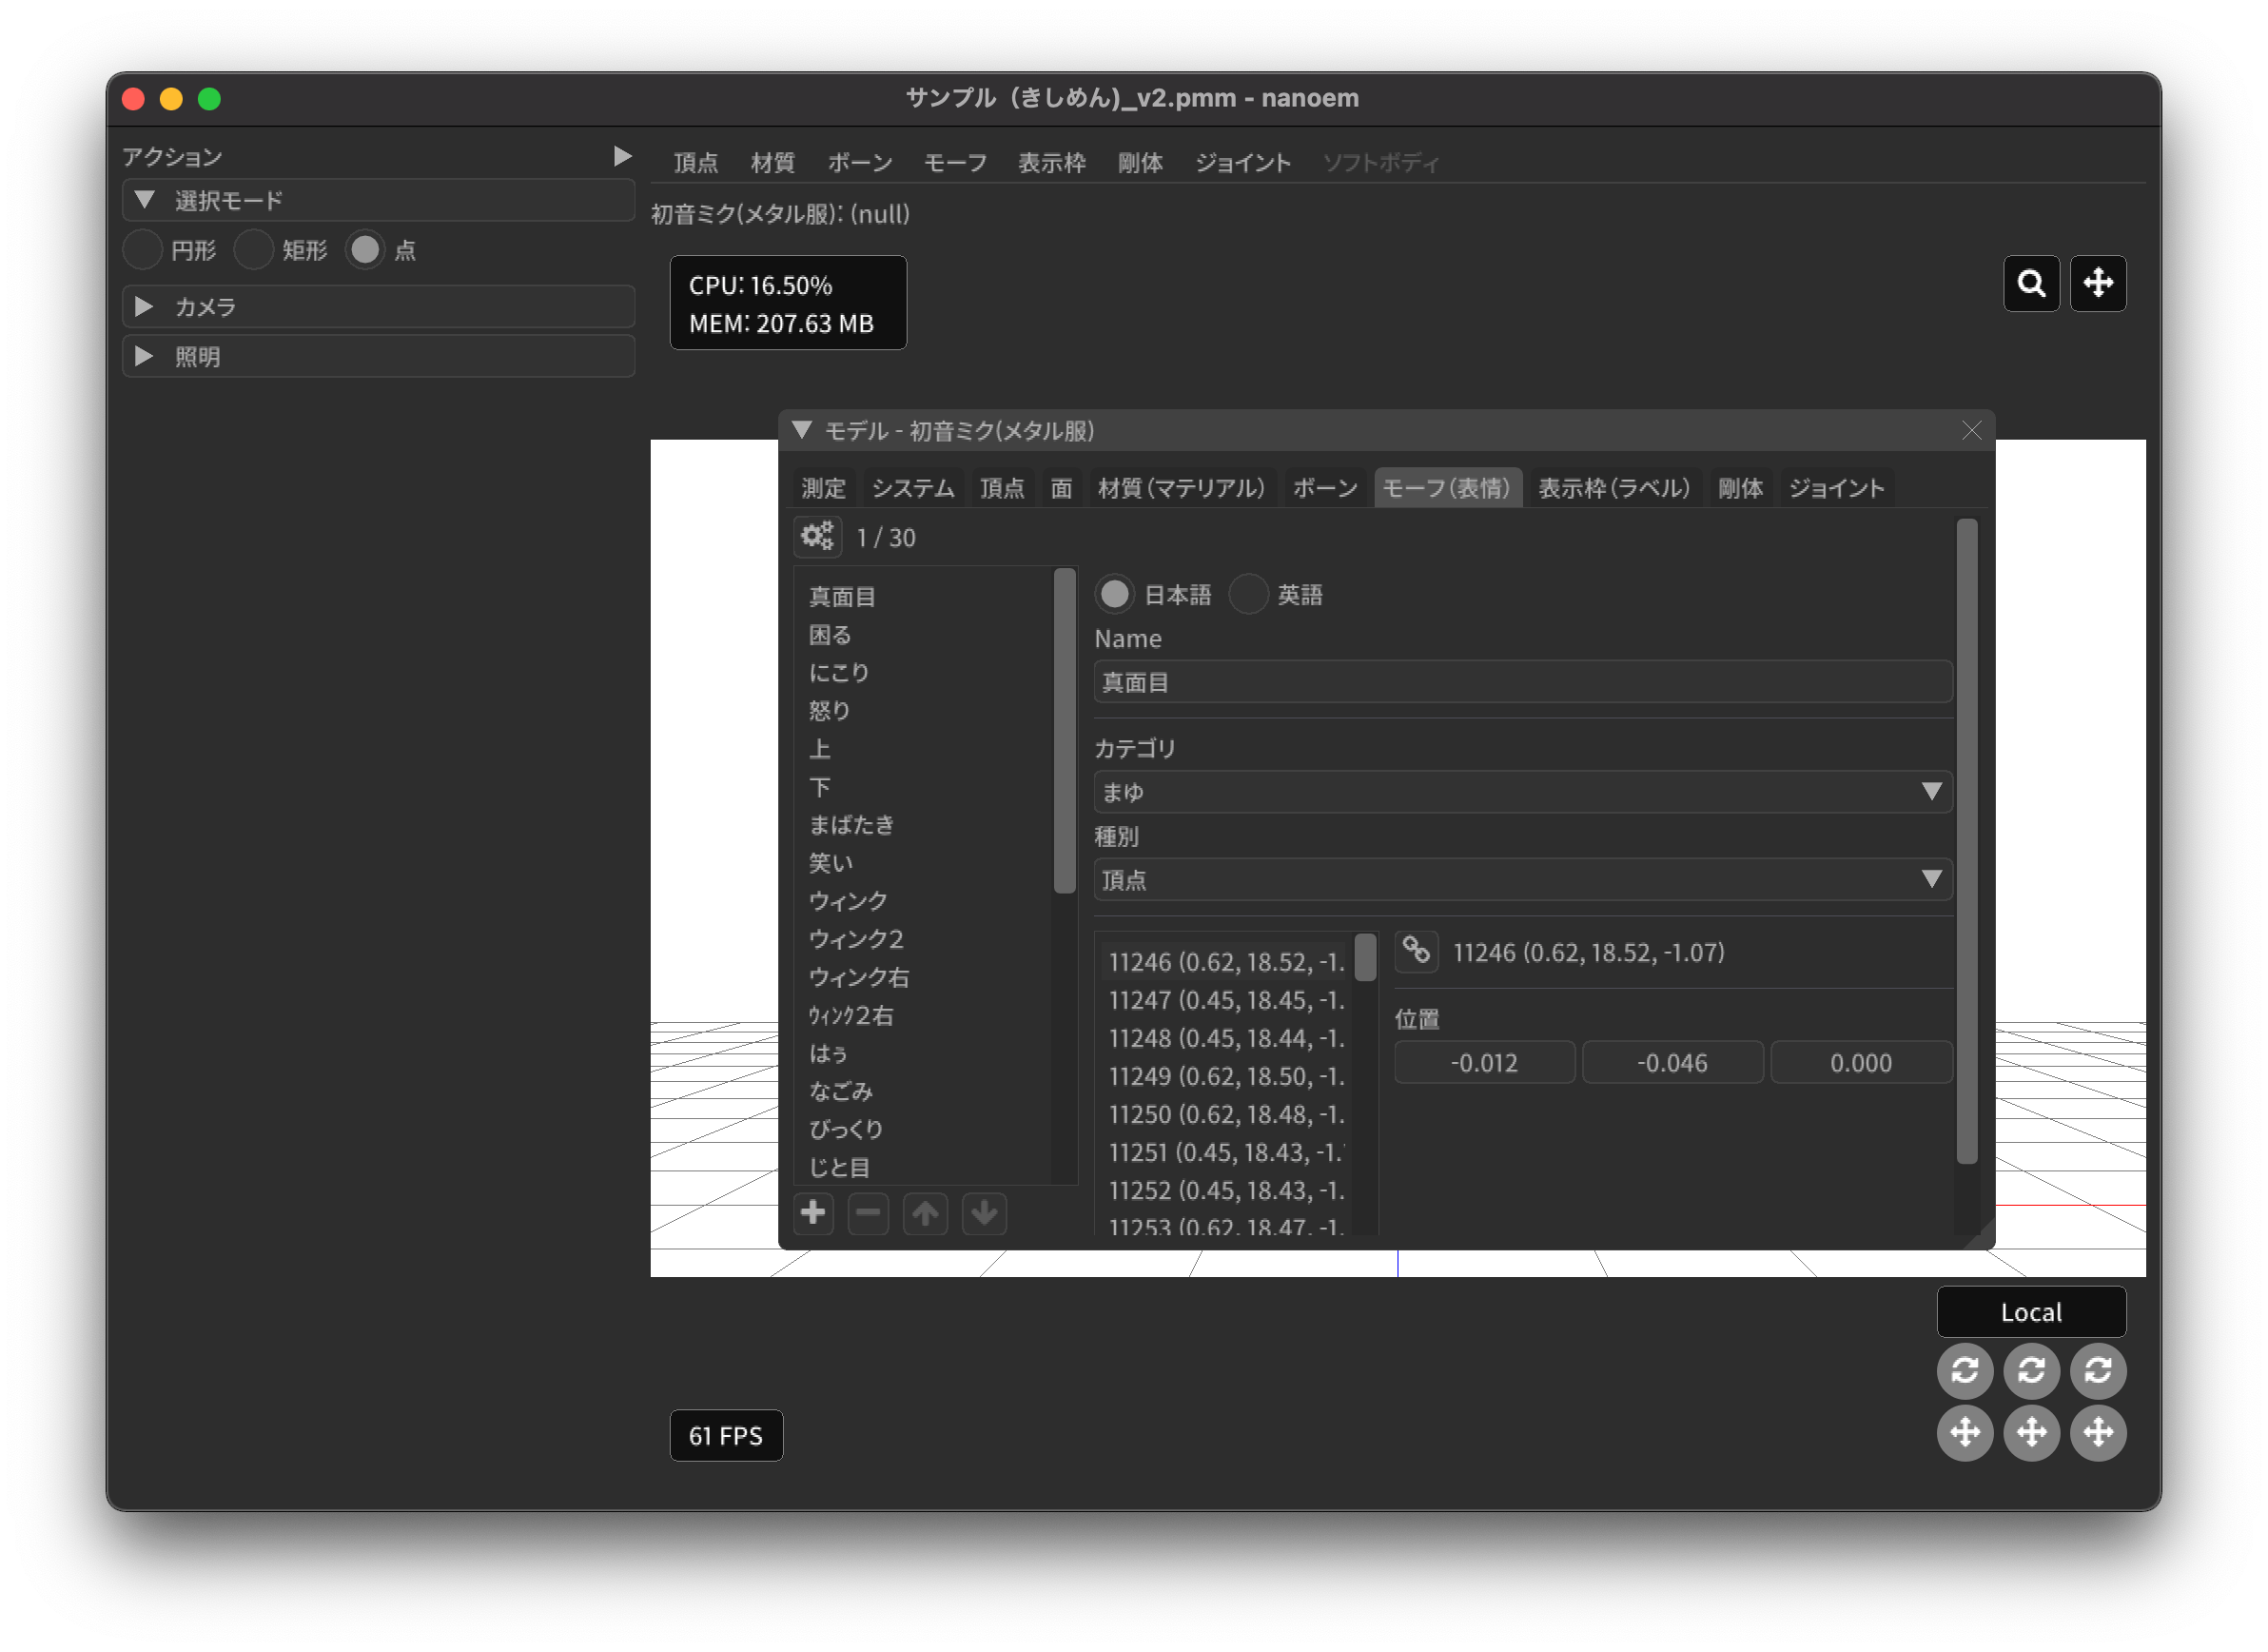 サンプル（きしめん)_v2.pmm - nanoem
アクション
選択モード
円形 矩形 点
カメラ
照明
頂点 材質 ボーン モーフ 表示枠 剛体 ジョイント ソフトボディ
初音ミク(メタル服): (null)
CPU: 16.50%
MEM: 207.63 MB
モデル - 初音ミク(メタル服)
測定 システム 頂点 面 材質（マテリアル） ボーン モーフ（表情） 表示枠（ラベル） 剛体 ジョイント
1 / 30
真面目
困る
にこり
怒り
上
下
まばたき
笑い
ウィンク
ウィンク２
ウィンク右
ｳｨﾝｸ２右
はぅ
なごみ
びっくり
じと目
日本語 英語
Name
真面目
カテゴリ
まゆ
種別
頂点
11246 (0.62, 18.52, -1.
11247 (0.45, 18.45, -1.
11248 (0.45, 18.44, -1.
11249 (0.62, 18.50, -1.
11250 (0.62, 18.48, -1.
11251 (0.45, 18.43, -1.
11252 (0.45, 18.43, -1.
11253 (0.62, 18.47, -1.
11246 (0.62, 18.52, -1.07)
位置
-0.012 -0.046 0.000
Local
61 FPS